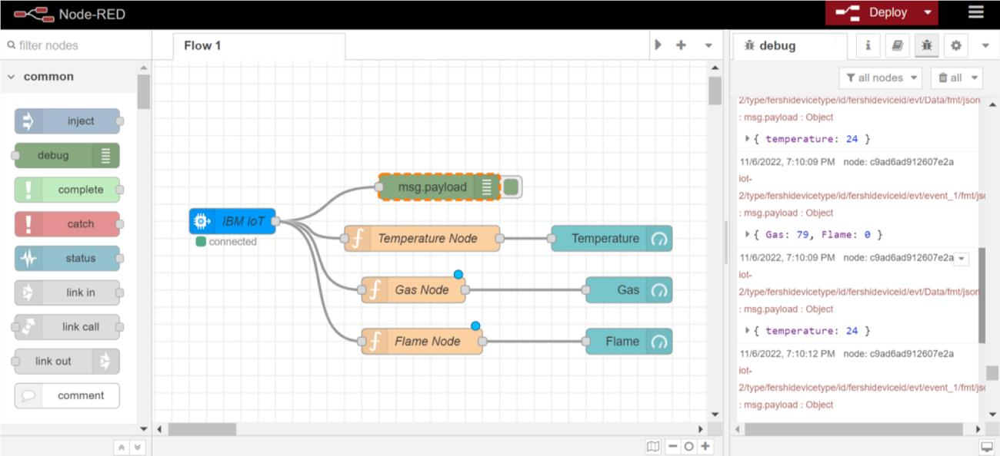 Node-RED
Deploy
filter nodes
common
inject
debug
complete
catch
status
link in
link call
link out
comment
Flow 1
msg.payload
IBM IoT
connected
Temperature Node
Temperature
Gas Node
Gas
Flame Node
Flame
debug
i
all nodes
all
2/type/fershidevicetype/id/fershideviceid/evt/Data/fmt/json
: msg.payload : Object
{ temperature: 24 }
11/6/2022, 7:10:09 PM node: c9ad6ad912607e2a
iot-
2/type/fershidevicetype/id/fershideviceid/evt/event_1/fmt/jso
: msg.payload : Object
{ Gas: 79, Flame: 0 }
11/6/2022, 7:10:09 PM node: c9ad6ad912607e2a
iot-
2/type/fershidevicetype/id/fershideviceid/evt/Data/fmt/json
: msg.payload : Object
{ temperature: 24 }
11/6/2022, 7:10:12 PM node: c9ad6ad912607e2a
iot-
2/type/fershidevicetype/id/fershideviceid/evt/event_1/fmt/jso
: msg.payload : Object